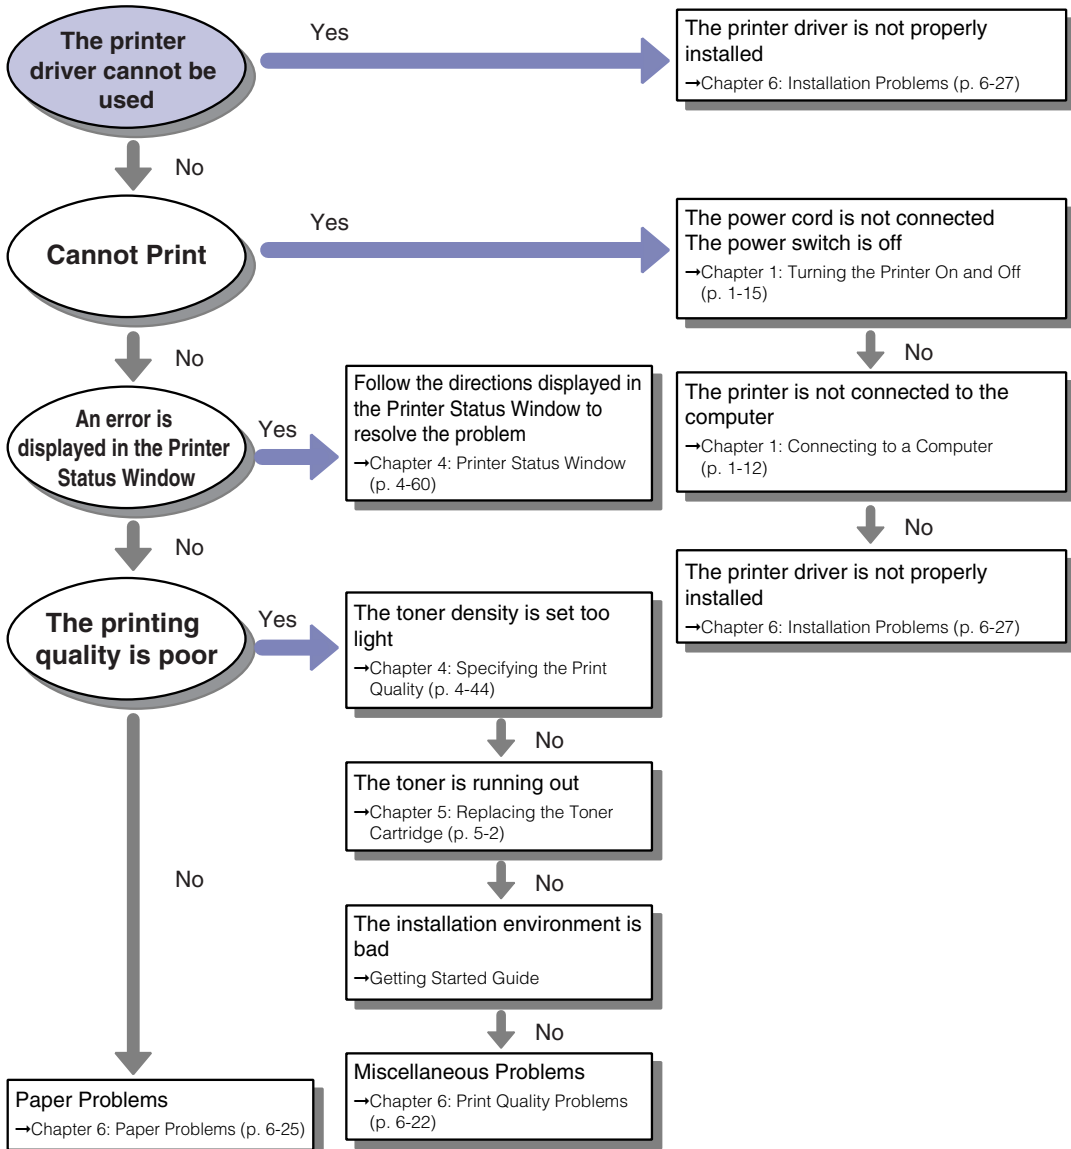 The printer
driver cannot be
used
Yes
The printer driver is not properly
installed
→Chapter 6: Installation Problems (p. 6-27)
No
Cannot Print
Yes
The power cord is not connected
The power switch is off
→Chapter 1: Turning the Printer On and Off
(p. 1-15)
No
The printer is not connected to the
computer
→Chapter 1: Connecting to a Computer
(p. 1-12)
No
The printer driver is not properly
installed
→Chapter 6: Installation Problems (p. 6-27)
No
An error is
displayed in the Printer
Status Window
Yes
Follow the directions displayed in
the Printer Status Window to
resolve the problem
→Chapter 4: Printer Status Window
(p. 4-60)
No
The printing
quality is poor
Yes
The toner density is set too
light
→Chapter 4: Specifying the Print
Quality (p. 4-44)
No
The toner is running out
→Chapter 5: Replacing the Toner
Cartridge (p. 5-2)
No
The installation environment is
bad
→Getting Started Guide
No
Miscellaneous Problems
→Chapter 6: Print Quality Problems
(p. 6-22)
No
Paper Problems
→Chapter 6: Paper Problems (p. 6-25)